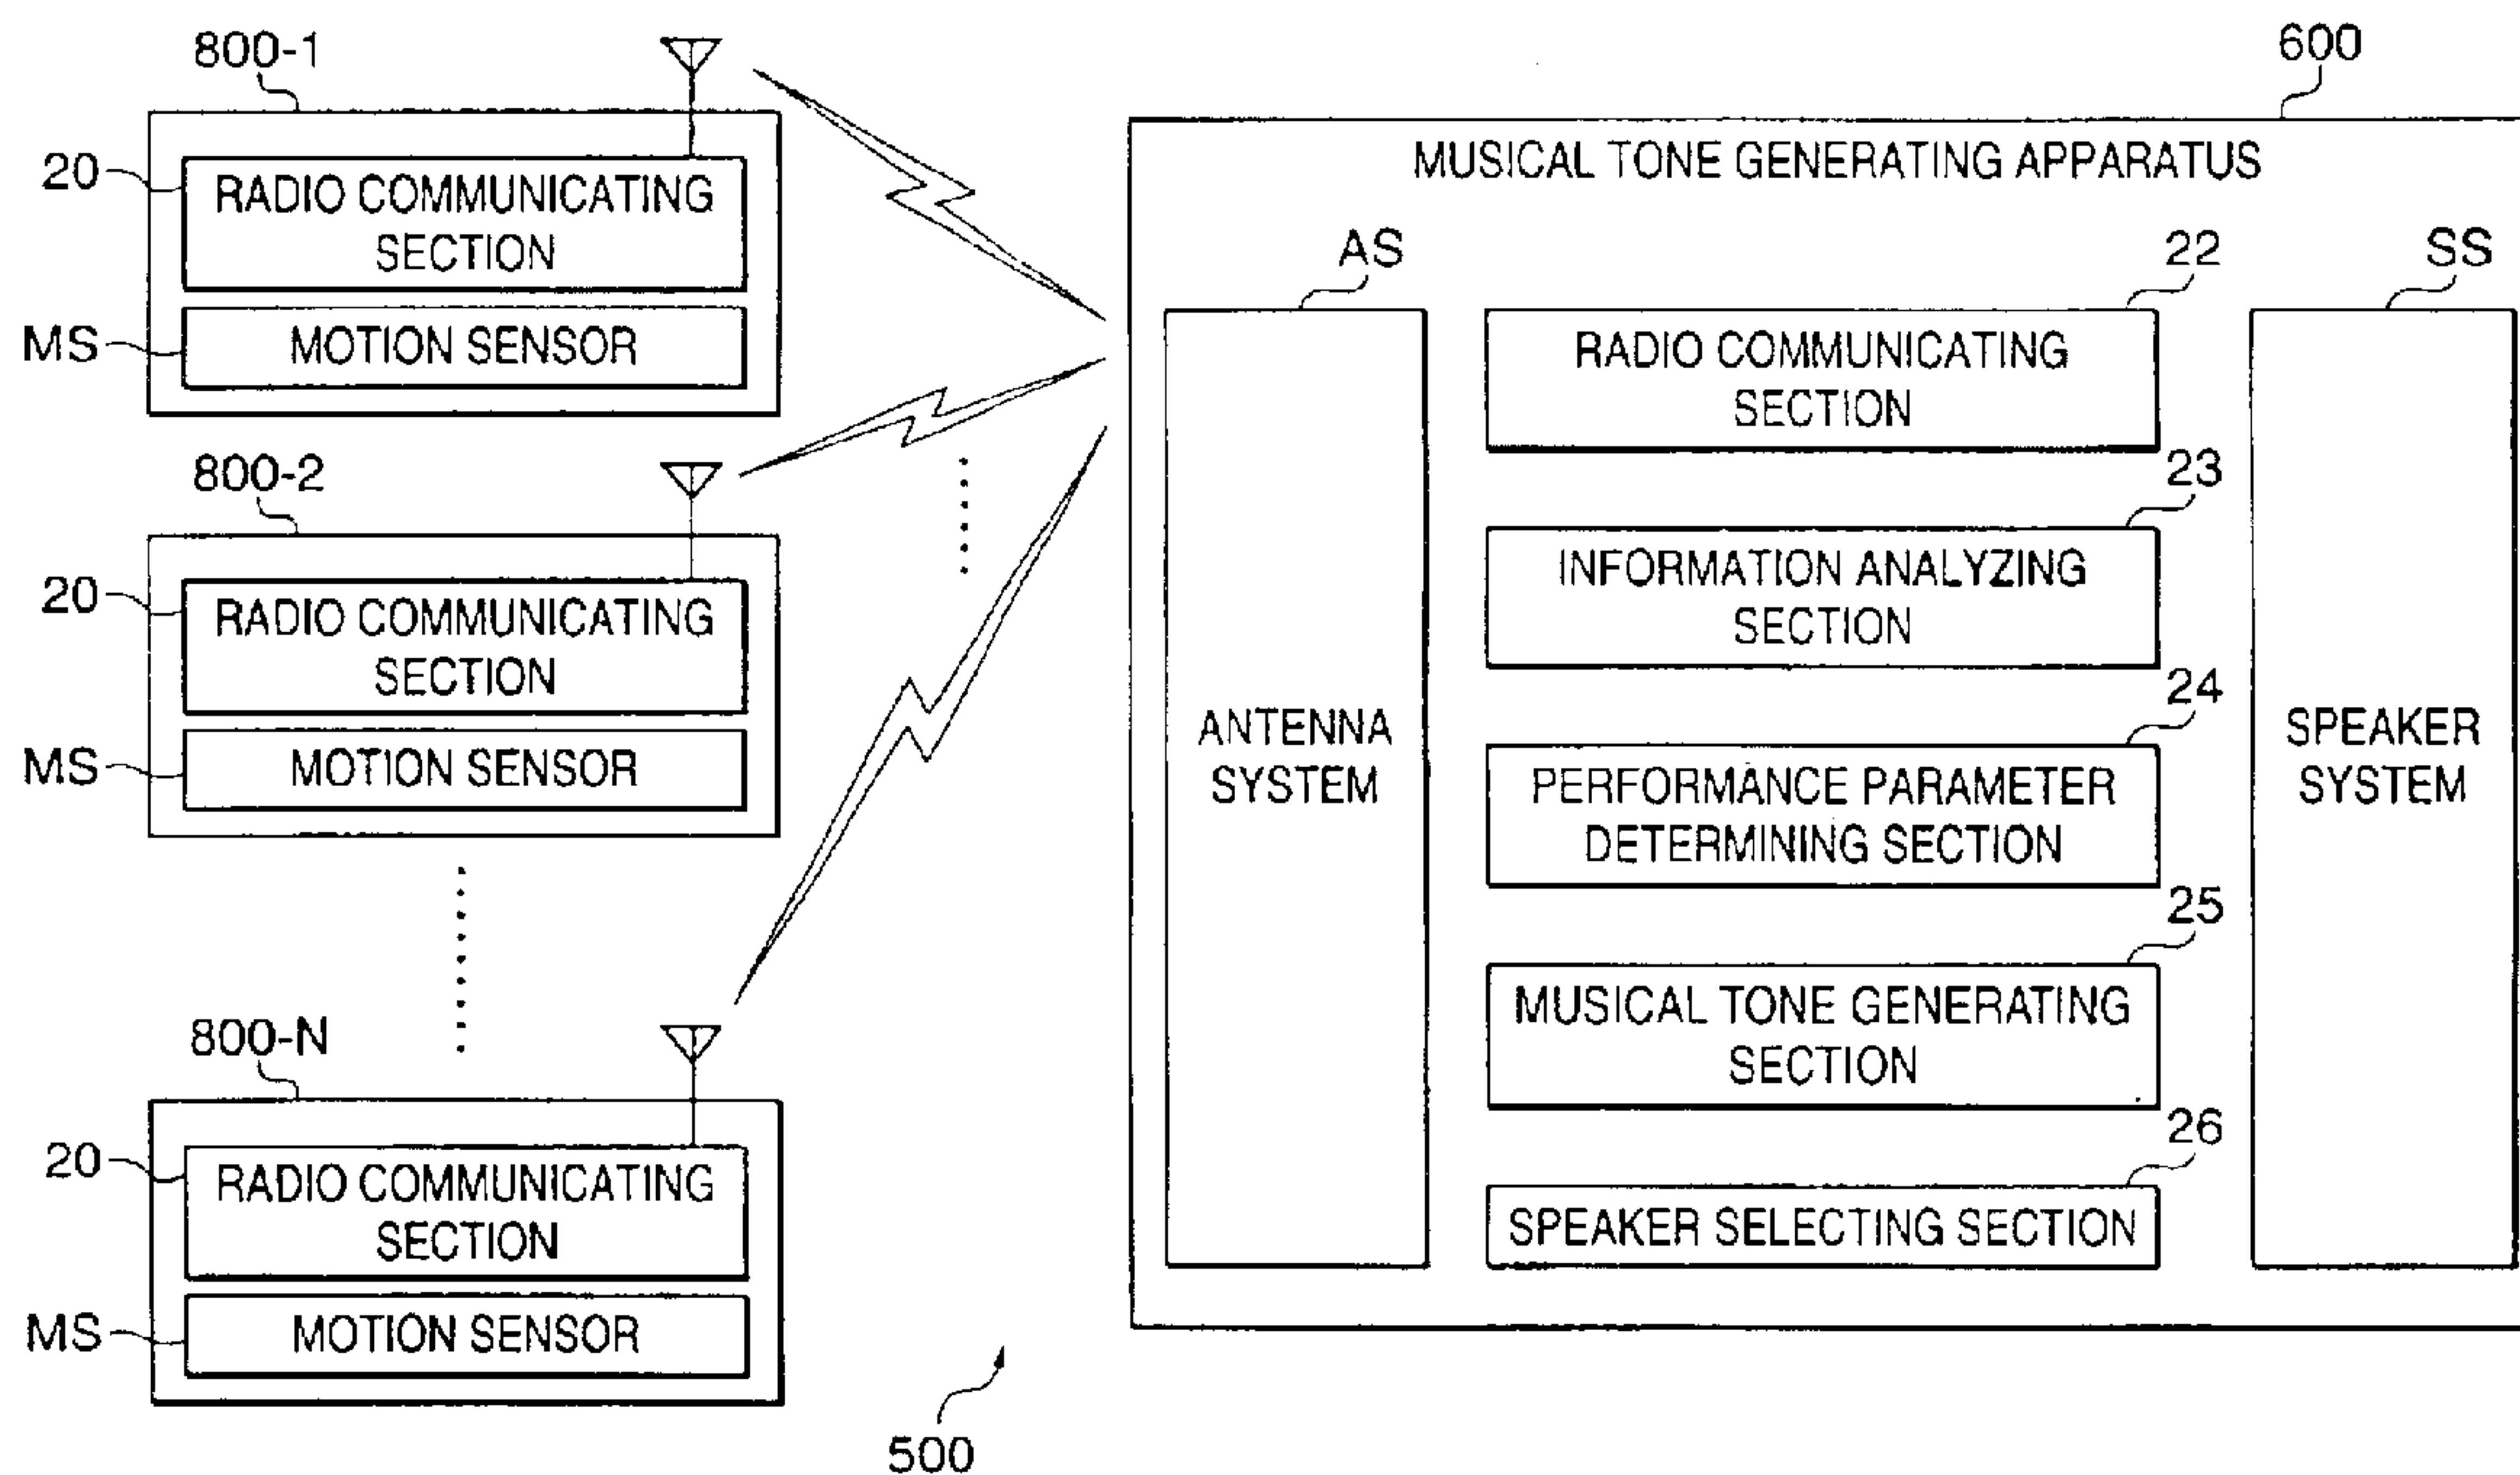 800-1
20
RADIO COMMUNICATING
SECTION
MS
MOTION SENSOR
800-2
20
RADIO COMMUNICATING
SECTION
MS
MOTION SENSOR
800-N
20
RADIO COMMUNICATING
SECTION
MS
MOTION SENSOR
500
600
MUSICAL TONE GENERATING APPARATUS
AS
ANTENNA
SYSTEM
22
RADIO COMMUNICATING
SECTION
23
INFORMATION ANALYZING
SECTION
24
PERFORMANCE PARAMETER
DETERMINING SECTION
25
MUSICAL TONE GENERATING
SECTION
26
SPEAKER SELECTING SECTION
SS
SPEAKER
SYSTEM